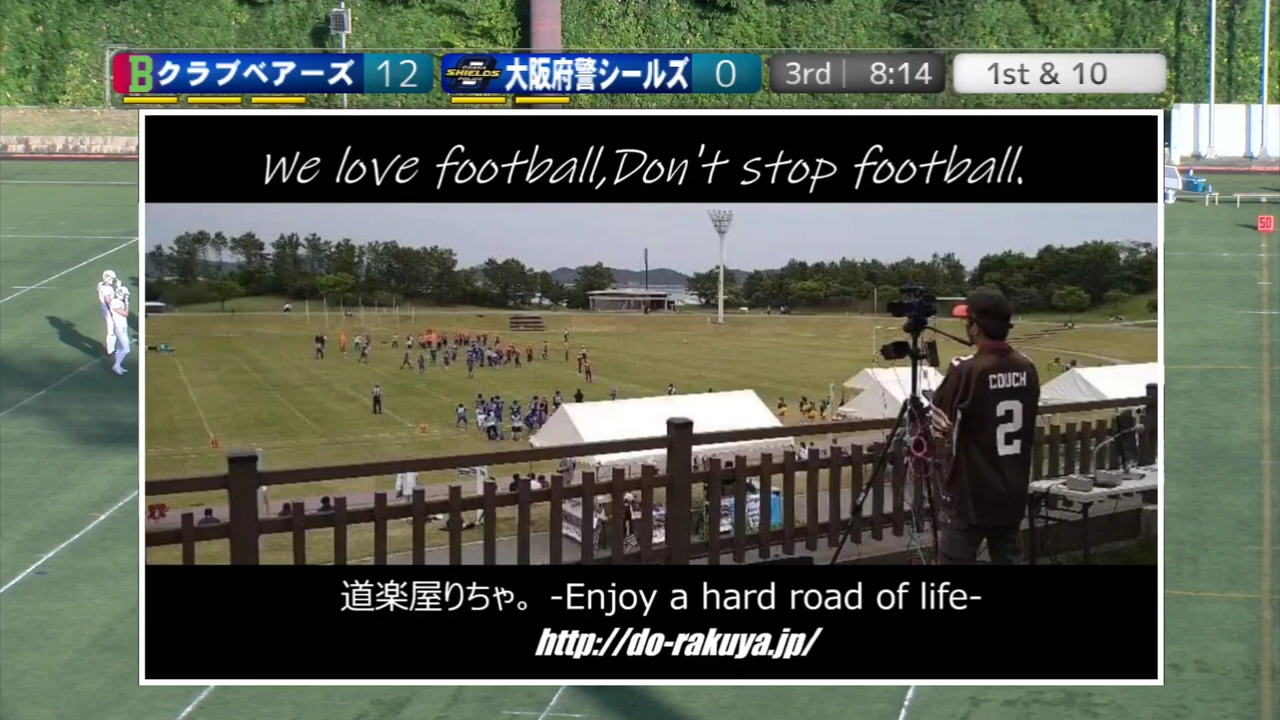 B クラブベアーズ 12 OSAKA SHIELDS POLICE 大阪府警シールズ 0 3rd 8:14 1st & 10
We love football,Don't stop football.
50
COUCH
2
道楽屋りちゃ。 -Enjoy a hard road of life-
http://do-rakuya.jp/